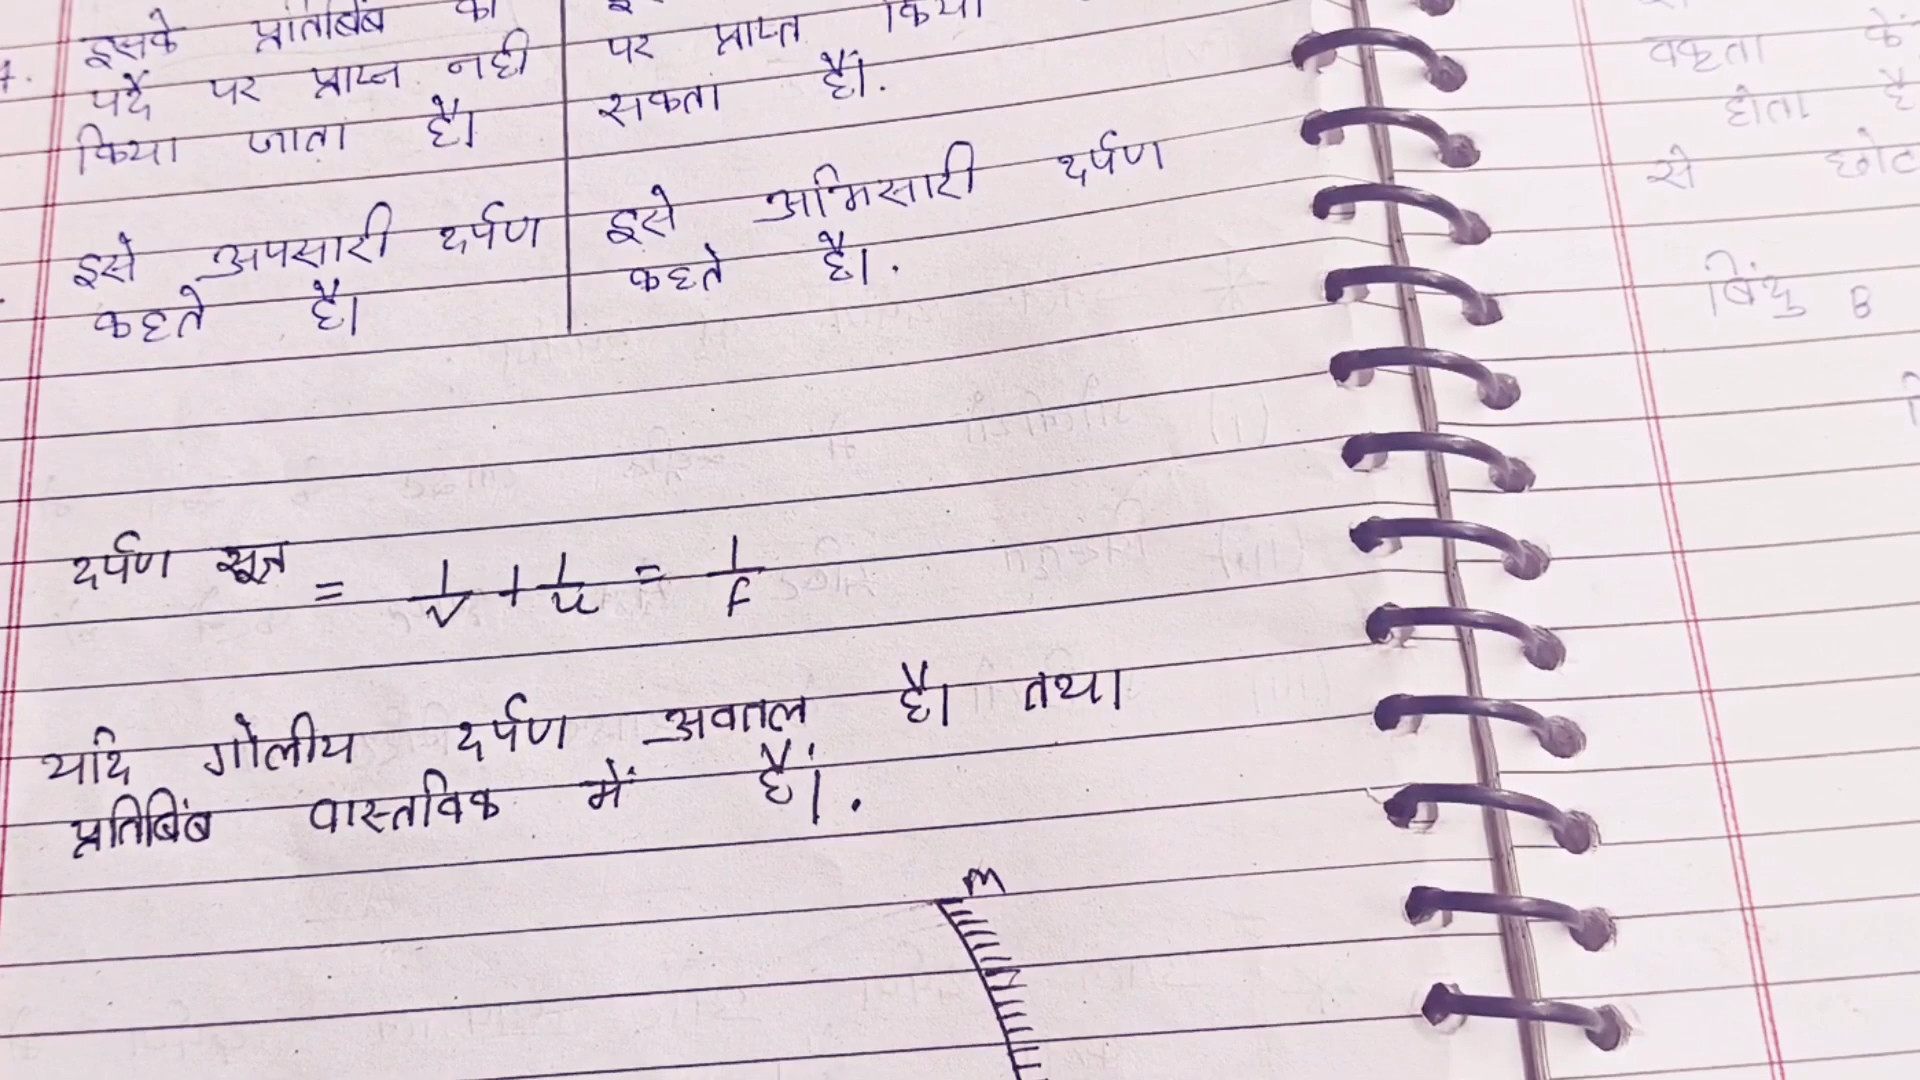 इसके प्रतिबिंब को
7. पर्दे पर प्राप्न नही
किया जाता है।
पर प्राप्त किया
सकता हैं।.
इसे अपसारी दर्पण
कहते है।
इसे अभिसारी दर्पण
कहते है।.
दर्पण सूत्र = 1/v + 1/u = 1/f
यदि गोलीय दर्पण अवतल है। तथा
प्रतिबिंब वास्तविक में हैं।.
M
वक्रता
होता है
से छोट
बिंदु B